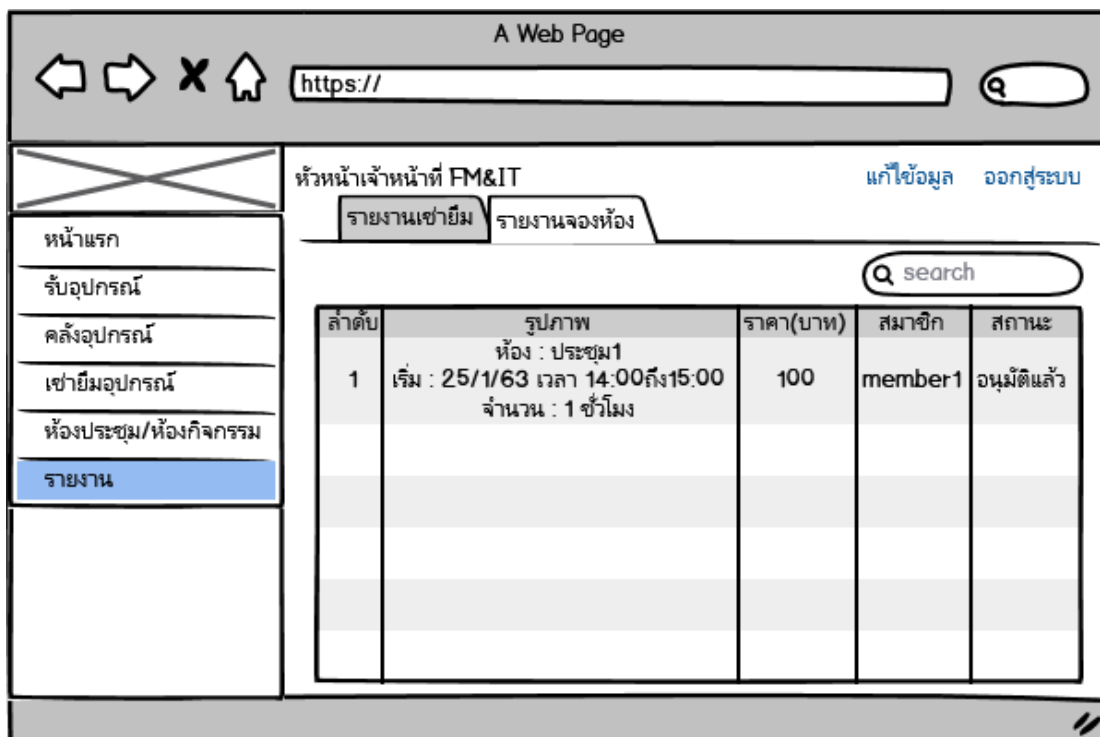 A Web Page
https://
หัวหน้าเจ้าหน้าที่ FM&IT
แก้ไข้อมูล
ออกสู่ระบบ
รายงานเช่ายืม
รายงานจองห้อง
หน้าแรก
รับอุปกรณ์
คลังอุปกรณ์
เช่ายืมอุปกรณ์
ห้องประชุม/ห้องกิจกรรม
รายงาน
search
ลำดับ รูปภาพ ราคา(บาท) สมาชิก สถานะ
ห้อง : ประชุม1
1 เริ่ม : 25/1/63 เวลา 14:00ถึง15:00 100 member1 อนุมัติแล้ว
จำนวน : 1 ชั่วโมง